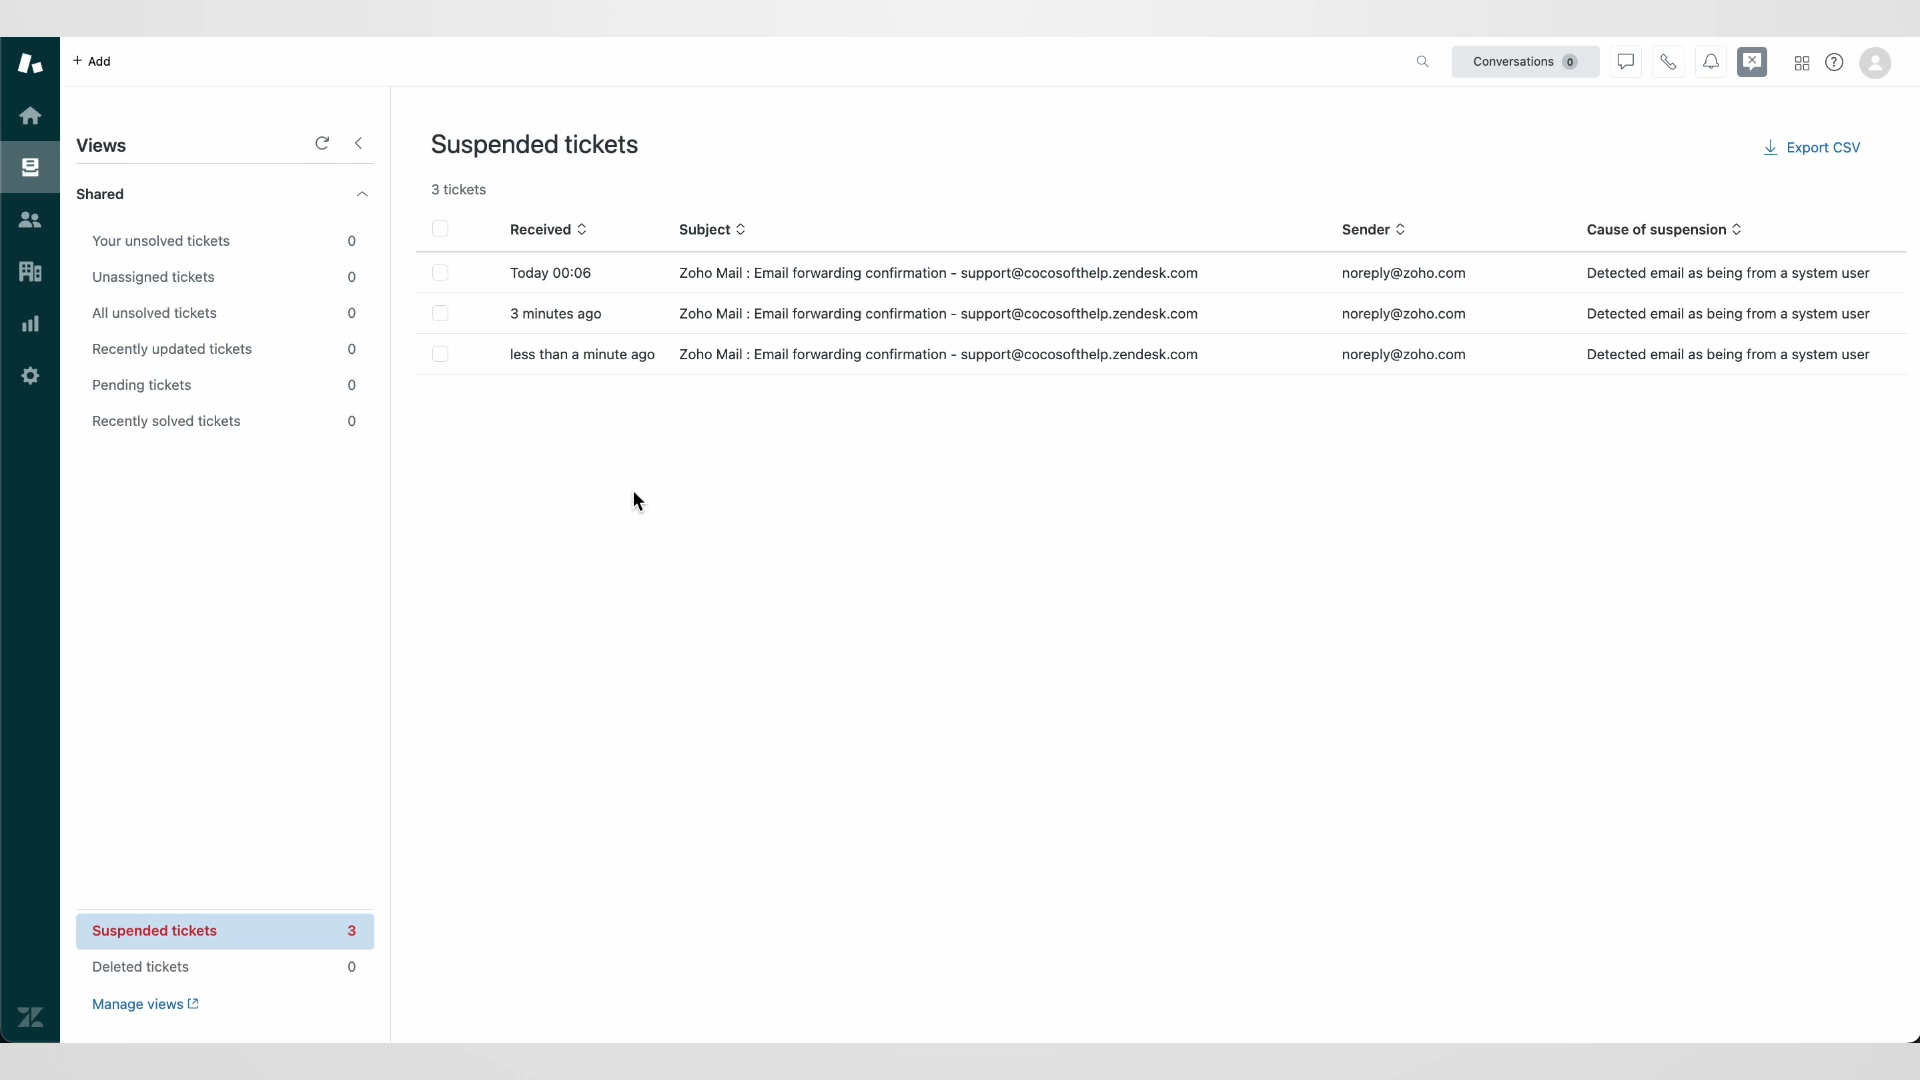 + Add
Conversations 0
Views
Shared
Your unsolved tickets 0
Unassigned tickets 0
All unsolved tickets 0
Recently updated tickets 0
Pending tickets 0
Recently solved tickets 0
Suspended tickets 3
Deleted tickets 0
Manage views
Suspended tickets
Export CSV
3 tickets
Received Subject Sender Cause of suspension
Today 00:06 Zoho Mail : Email forwarding confirmation - support@cocosofthelp.zendesk.com noreply@zoho.com Detected email as being from a system user
3 minutes ago Zoho Mail : Email forwarding confirmation - support@cocosofthelp.zendesk.com noreply@zoho.com Detected email as being from a system user
less than a minute ago Zoho Mail : Email forwarding confirmation - support@cocosofthelp.zendesk.com noreply@zoho.com Detected email as being from a system user